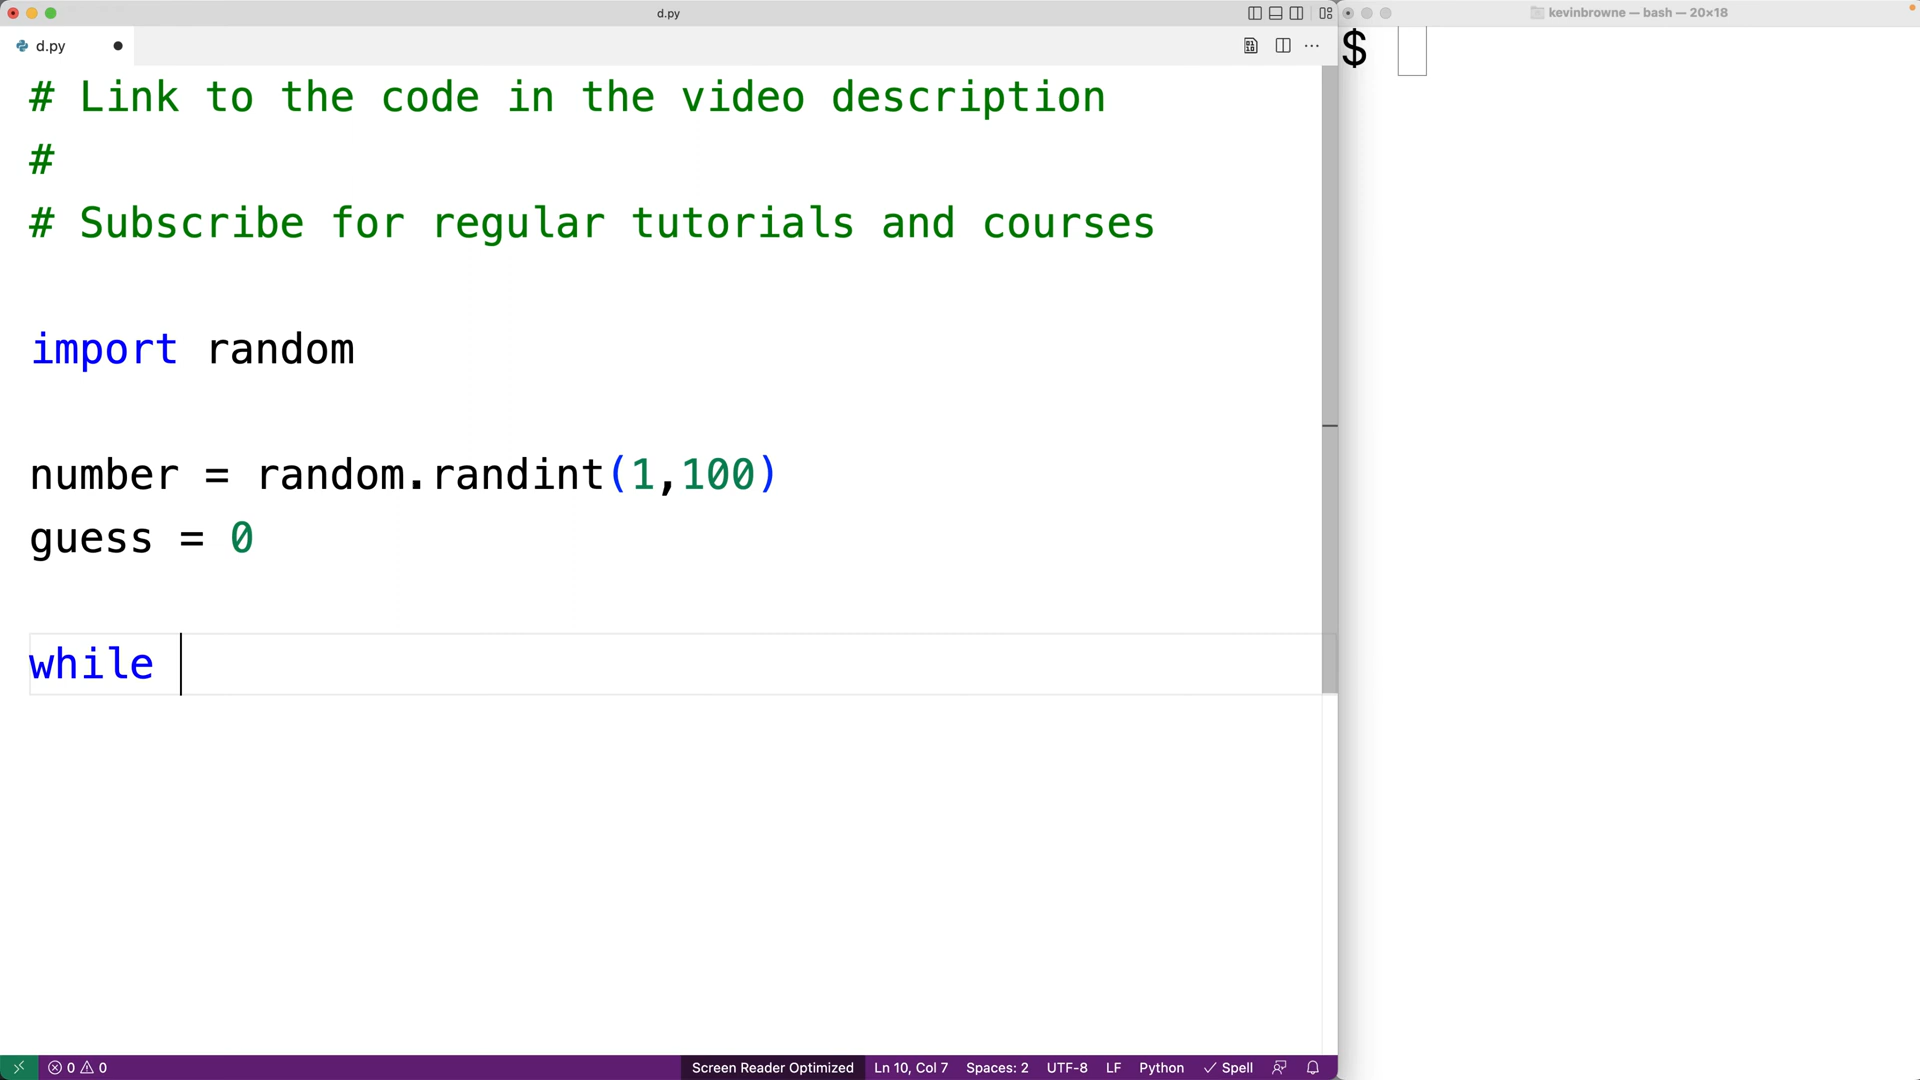 d.py
kevinbrowne — bash — 20×18
d.py
$
# Link to the code in the video description
#
# Subscribe for regular tutorials and courses
import random
number = random.randint(1,100)
guess = 0
while
0 0
Screen Reader Optimized
Ln 10, Col 7
Spaces: 2
UTF-8
LF
Python
Spell